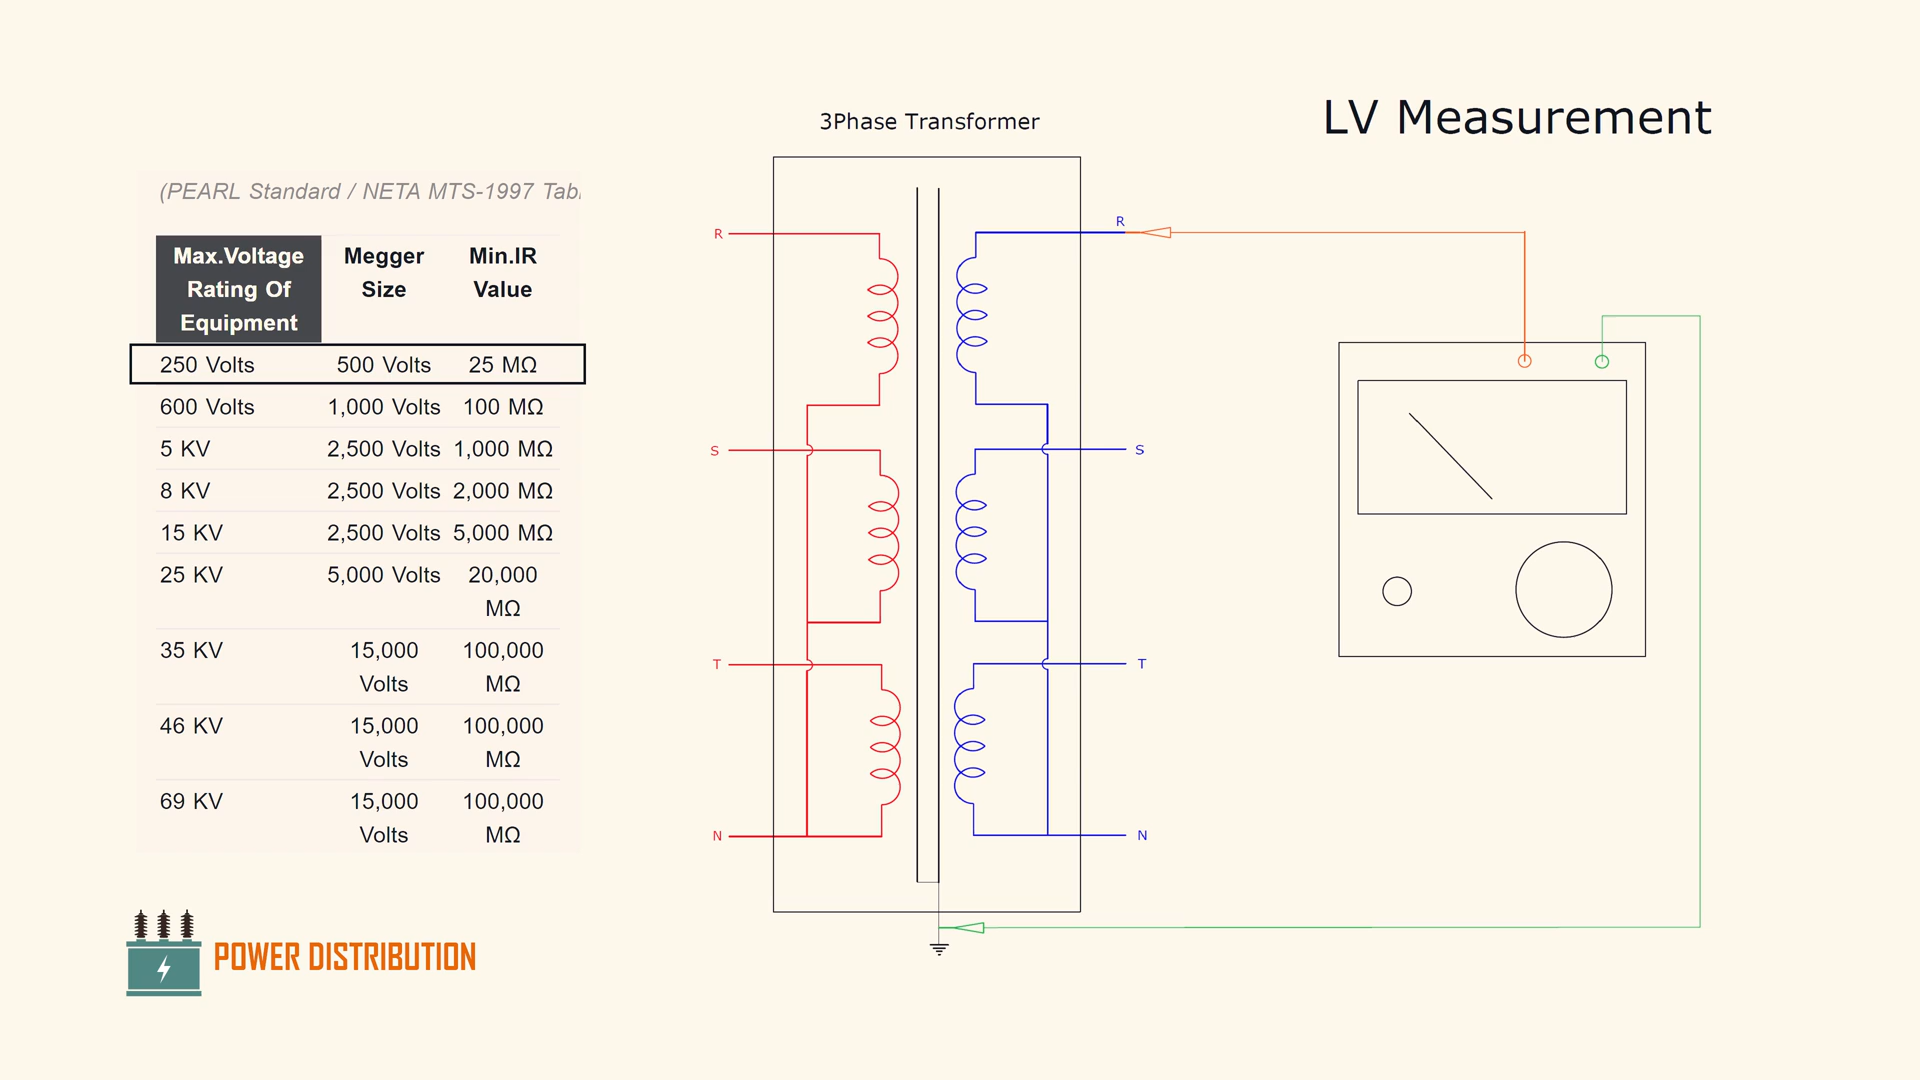 LV Measurement
3Phase Transformer
(PEARL Standard / NETA MTS-1997 Tabl
Max.Voltage Rating Of Equipment
Megger Size
Min.IR Value
250 Volts 500 Volts 25 MΩ
600 Volts 1,000 Volts 100 MΩ
5 KV 2,500 Volts 1,000 MΩ
8 KV 2,500 Volts 2,000 MΩ
15 KV 2,500 Volts 5,000 MΩ
25 KV 5,000 Volts 20,000 MΩ
35 KV 15,000 Volts 100,000 MΩ
46 KV 15,000 Volts 100,000 MΩ
69 KV 15,000 Volts 100,000 MΩ
R
S
T
N
R
S
T
N
POWER DISTRIBUTION